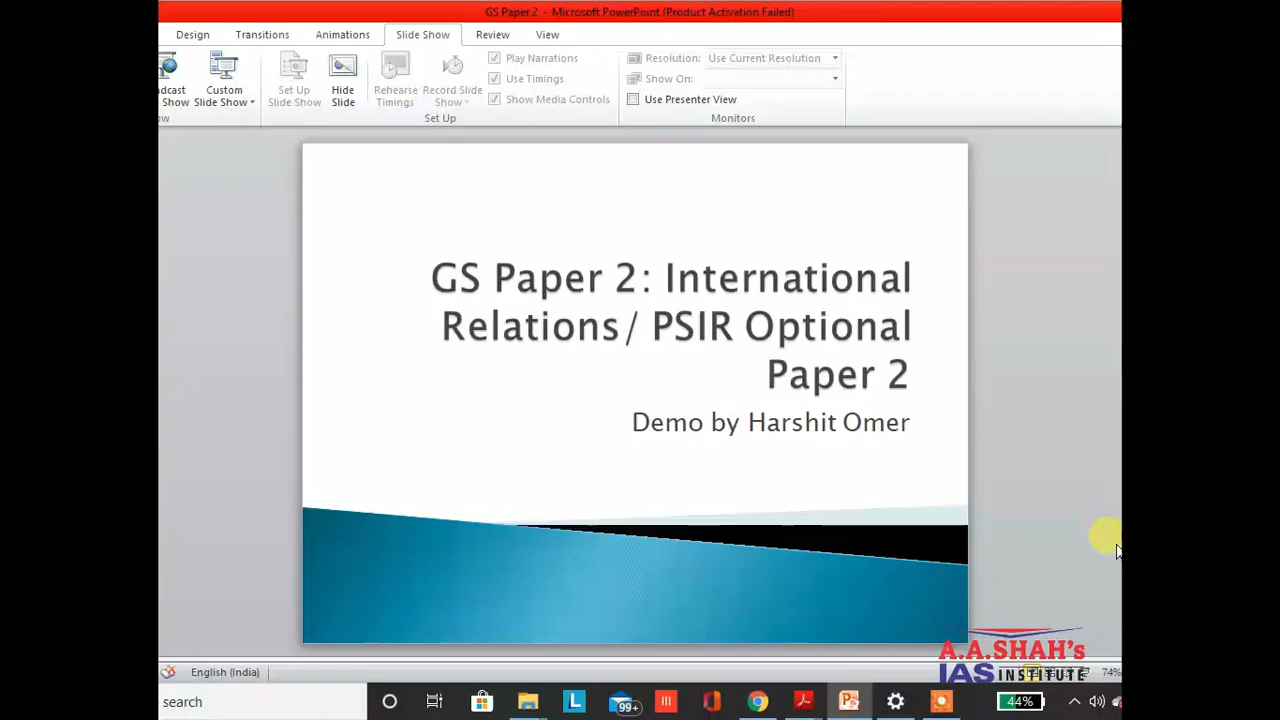 GS Paper 2 - Microsoft PowerPoint (Product Activation Failed)
Design Transitions Animations Slide Show Review View
Custom Slide Show
Set Up Slide Show
Hide Slide
Rehearse Timings
Record Slide Show
Play Narrations
Use Timings
Show Media Controls
Resolution: Use Current Resolution
Show On:
Use Presenter View
Show
Set Up
Monitors
GS Paper 2: International
Relations/ PSIR Optional
Paper 2
Demo by Harshit Omer
A.A.SHAH's
IAS INSTITUTE
English (India)
74%
search
L
99+
44%